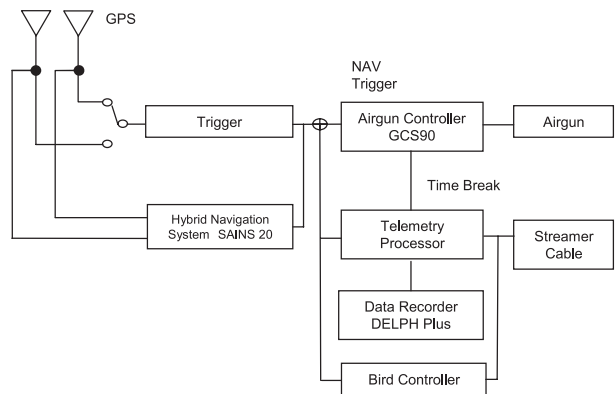 GPS
NAV
Trigger
Trigger
Airgun Controller
GCS90
Airgun
Time Break
Hybrid Navigation
System SAINS 20
Telemetry
Processor
Streamer
Cable
Data Recorder
DELPH Plus
Bird Controller